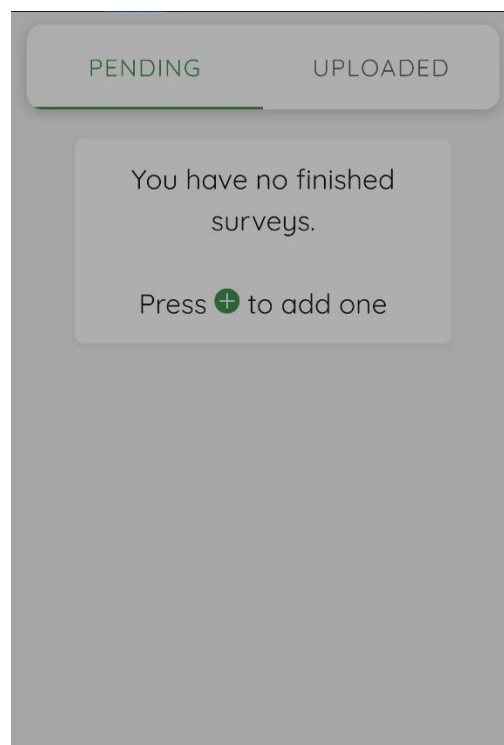 PENDING UPLOADED
You have no finished
surveys.
Press + to add one